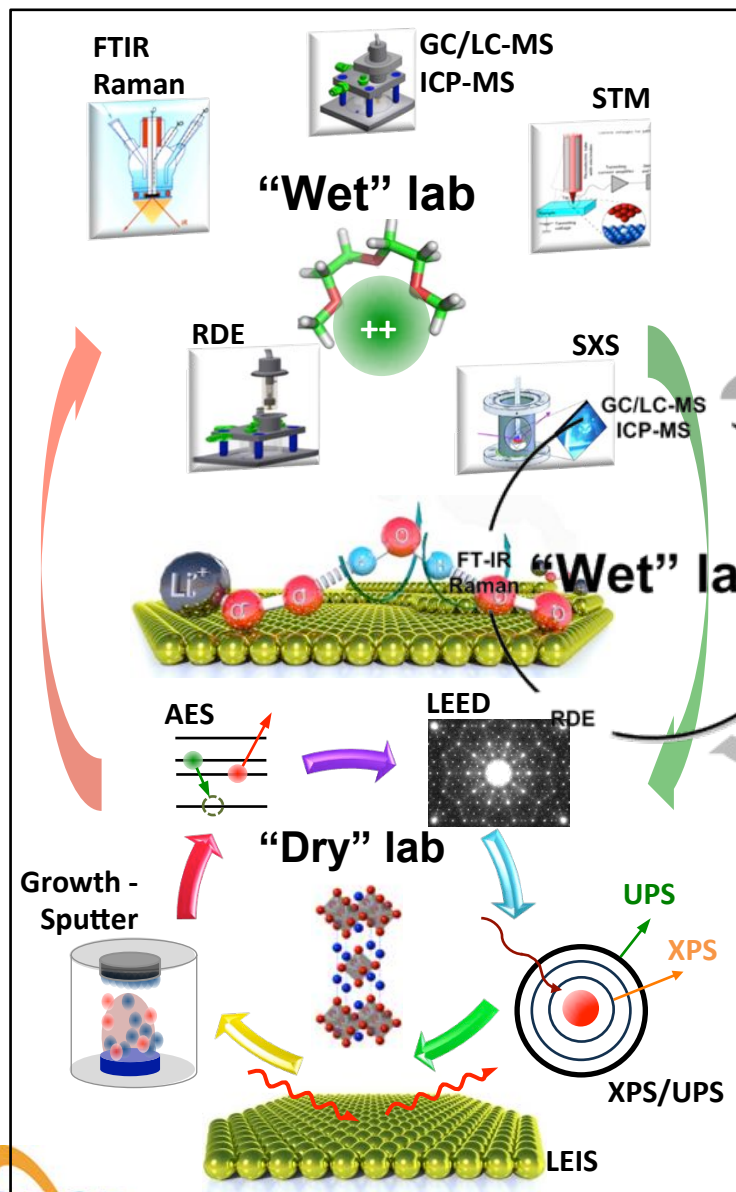 FTIR
Raman
GC/LC-MS
ICP-MS
STM
“Wet” lab
++
RDE
SXS
GC/LC-MS
ICP-MS
Li+
O
FT-IR
Raman
“Wet” la
RDE
AES
LEED
“Dry” lab
Growth -
Sputter
UPS
XPS
XPS/UPS
LEIS